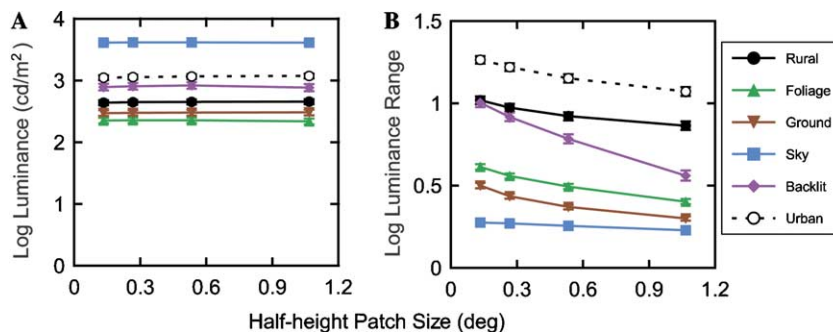 A
B
Log Luminance (cd/m²)
4
3
2
1
0
0
0.3
0.6
0.9
1.2
Log Luminance Range
1.5
1
0.5
0
0
0.3
0.6
0.9
1.2
Half-height Patch Size (deg)
Rural
Foliage
Ground
Sky
Backlit
Urban